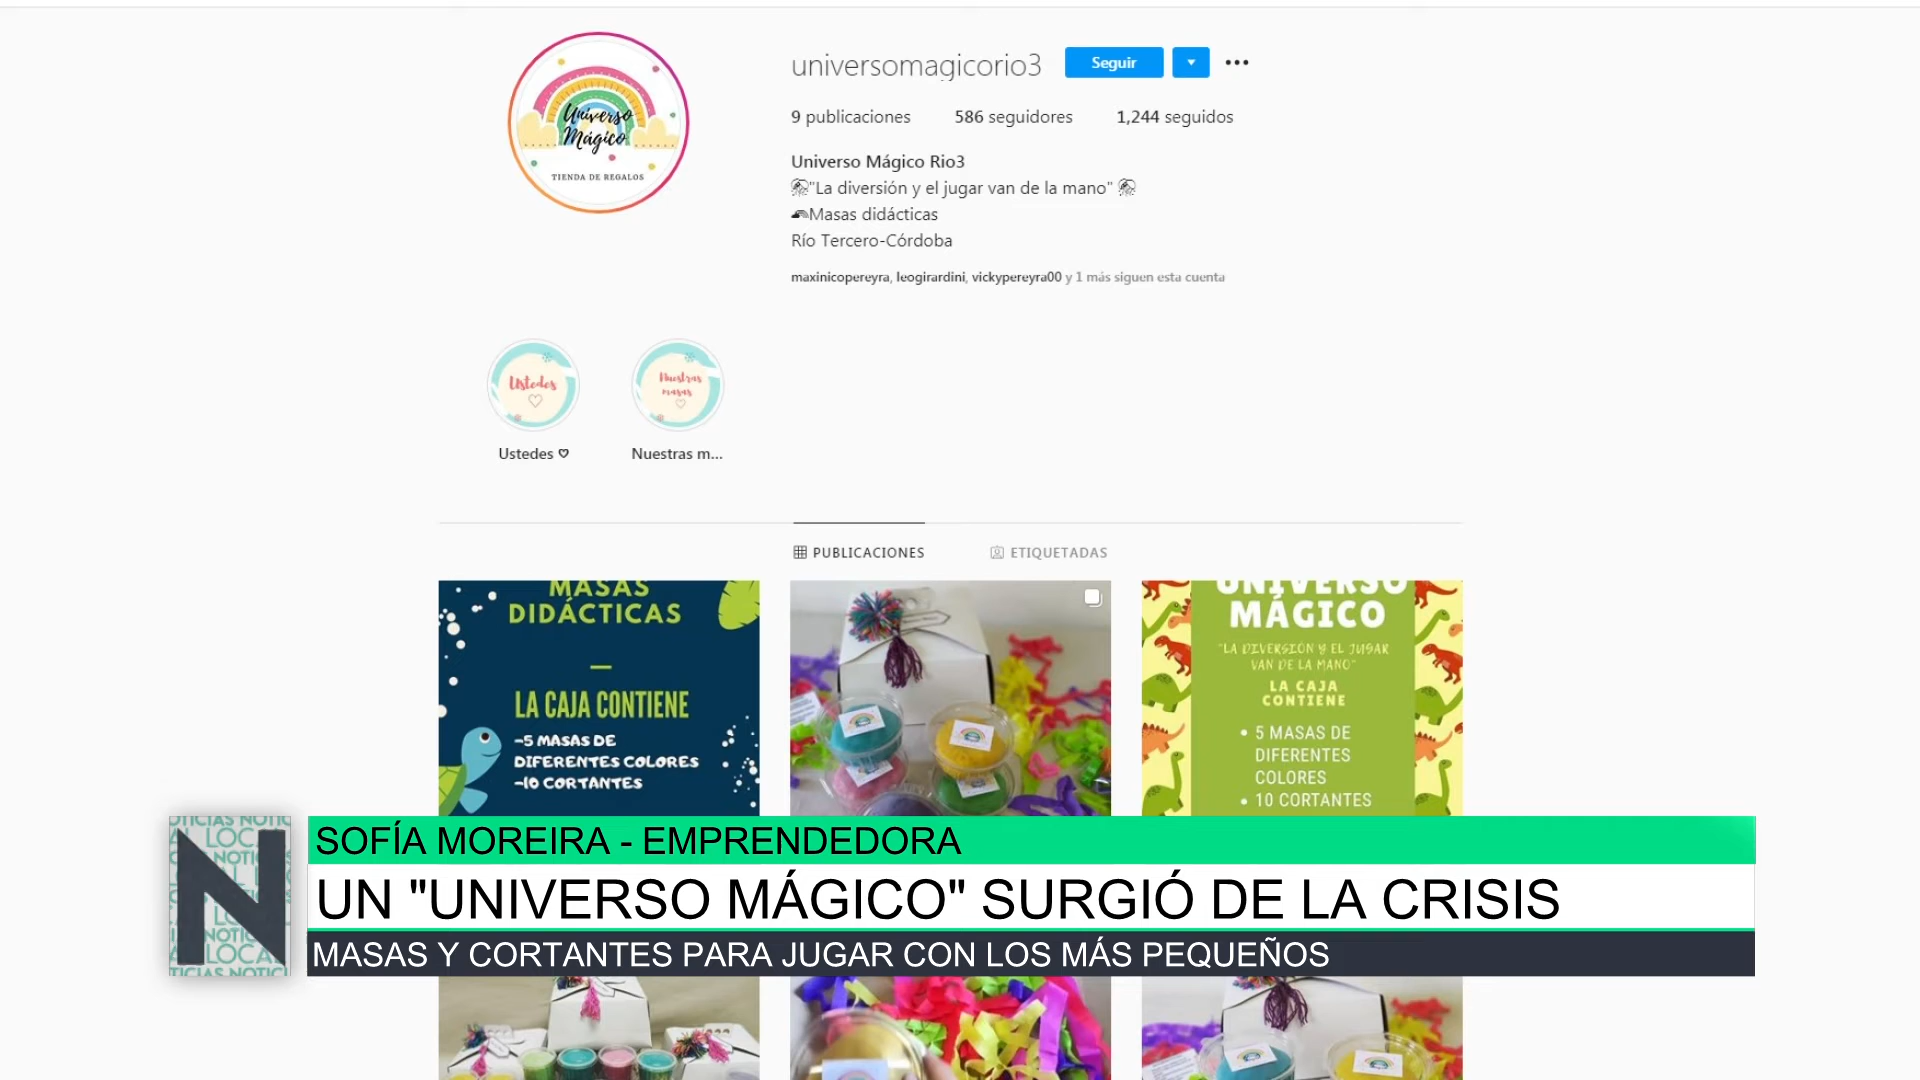 Universo
Mágico
TIENDA DE REGALOS
universomagicorio3
Seguir
9 publicaciones 586 seguidores 1,244 seguidos
Universo Mágico Rio3
"La diversión y el jugar van de la mano"
Masas didácticas
Río Tercero-Córdoba
maxinicopereyra, leogirardini, vickypereyra00 y 1 más siguen esta cuenta
Ustedes
Nuestras
masas
Ustedes ♡
Nuestras m...
PUBLICACIONES
ETIQUETADAS
MASAS
DIDÁCTICAS
LA CAJA CONTIENE
-5 MASAS DE
DIFERENTES COLORES
-10 CORTANTES
UNIVERSO
MÁGICO
"LA DIVERSIÓN Y EL JUGAR
VAN DE LA MANO"
LA CAJA
CONTIENE
• 5 MASAS DE
DIFERENTES
COLORES
• 10 CORTANTES
N
SOFÍA MOREIRA - EMPRENDEDORA
UN "UNIVERSO MÁGICO" SURGIÓ DE LA CRISIS
MASAS Y CORTANTES PARA JUGAR CON LOS MÁS PEQUEÑOS